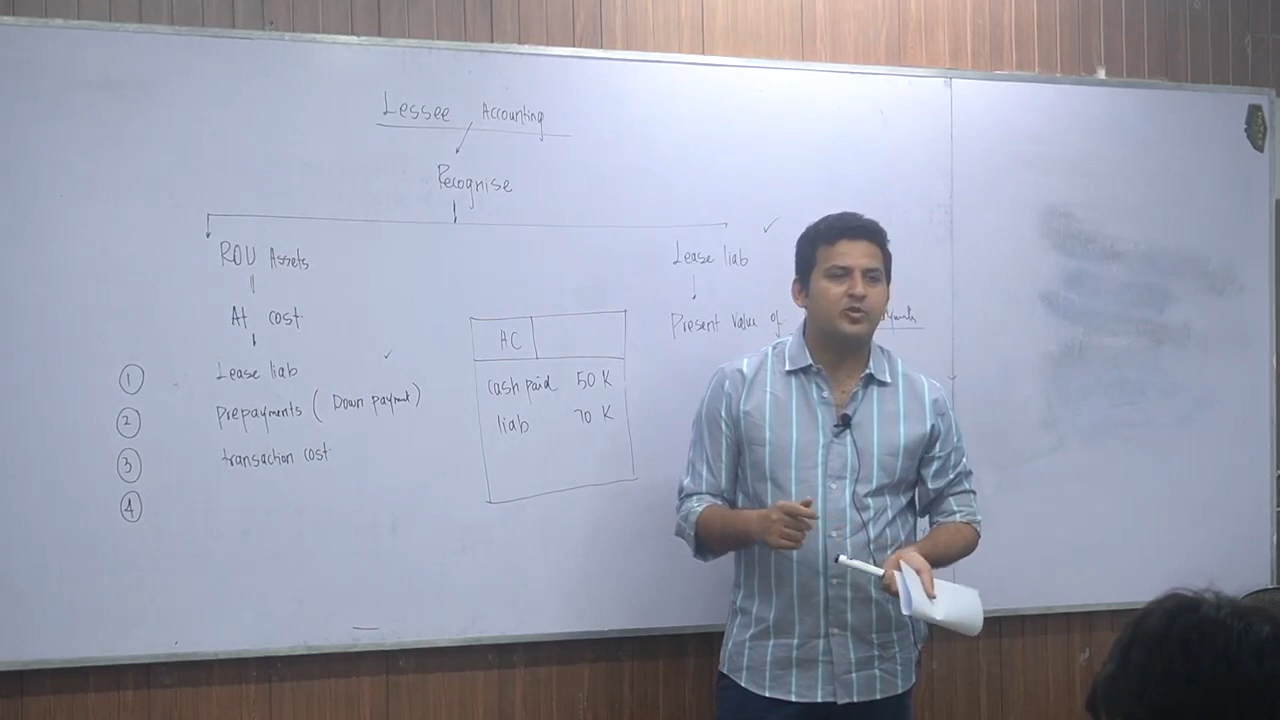 Lessee Accounting
Recognise
ROU Assets
Lease liab
At cost
Present value of
AC
1 Lease liab
cash paid 50 K
2 Prepayments (Down payment)
liab 70 K
3 transaction cost
4